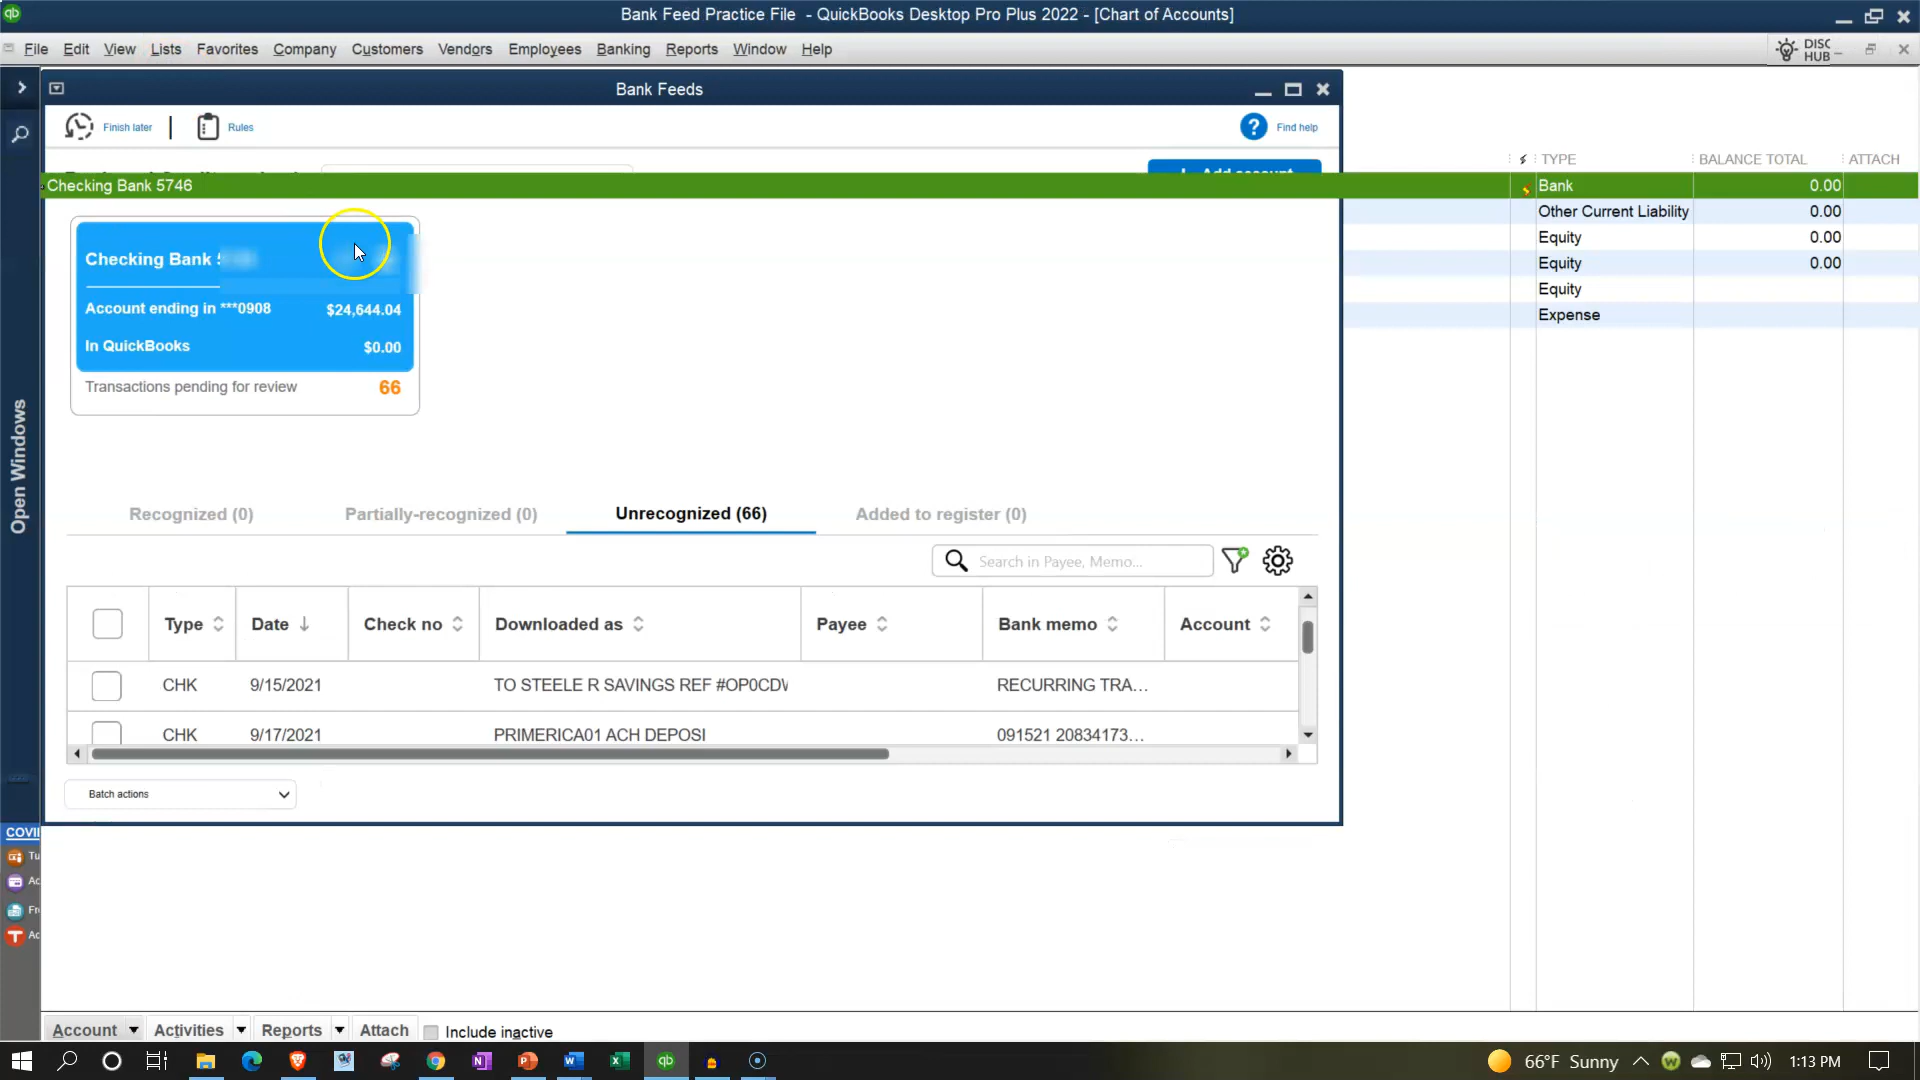 qb
Bank Feed Practice File - QuickBooks Desktop Pro Plus 2022 - [Chart of Accounts]
File Edit View Lists Favorites Company Customers Vendors Employees Banking Reports Window Help
DISC
HUB
Bank Feeds
Finish later | Rules
? Find help
TYPE BALANCE TOTAL ATTACH
Checking Bank 5746 Bank 0.00
Other Current Liability 0.00
Equity 0.00
Equity 0.00
Equity
Expense
Checking Bank
Account ending in ***0908 $24,644.04
In QuickBooks $0.00
Transactions pending for review 66
Open Windows
Recognized (0) Partially-recognized (0) Unrecognized (66) Added to register (0)
Search in Payee, Memo...
Type Date Check no Downloaded as Payee Bank memo Account
CHK 9/15/2021 TO STEELE R SAVINGS REF #OP0CDV RECURRING TRA...
CHK 9/17/2021 PRIMERICA01 ACH DEPOSI 091521 20834173...
Batch actions
COVI
Tu
Ac
Fr
Ac
Account Activities Reports Attach Include inactive
66°F Sunny 1:13 PM